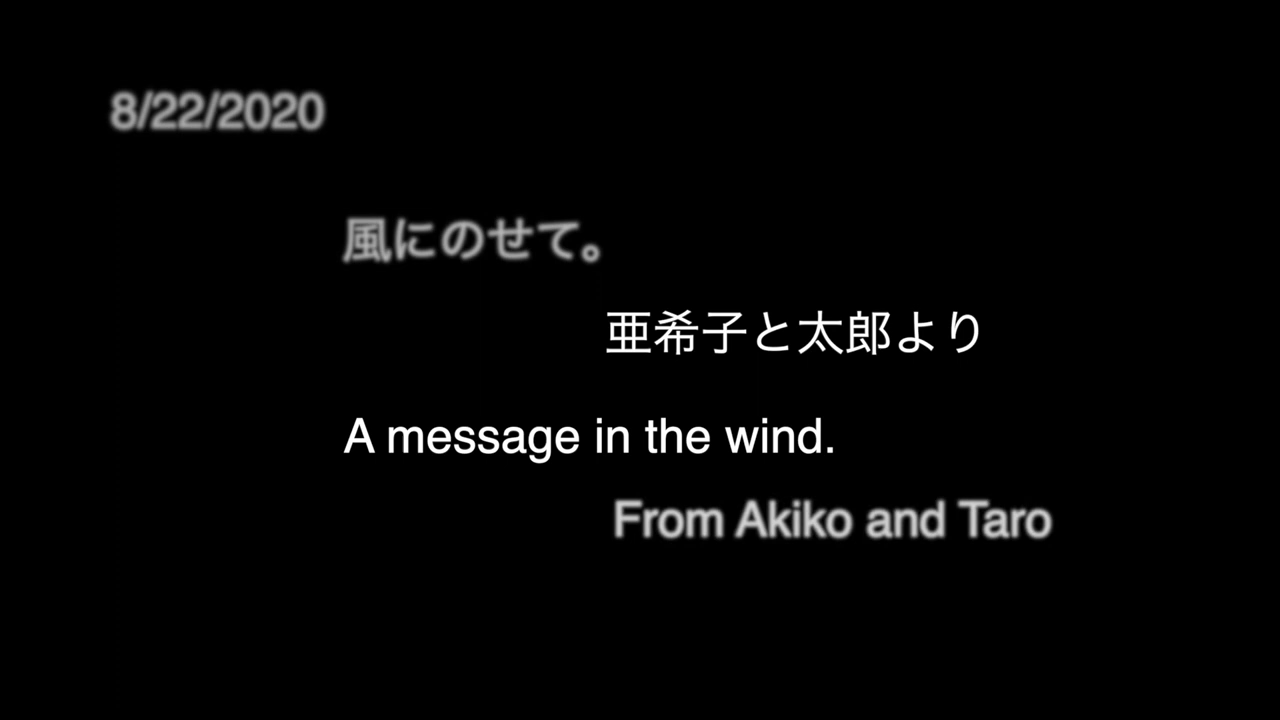 8/22/2020
風にのせて。
亜希子と太郎より
A message in the wind.
From Akiko and Taro